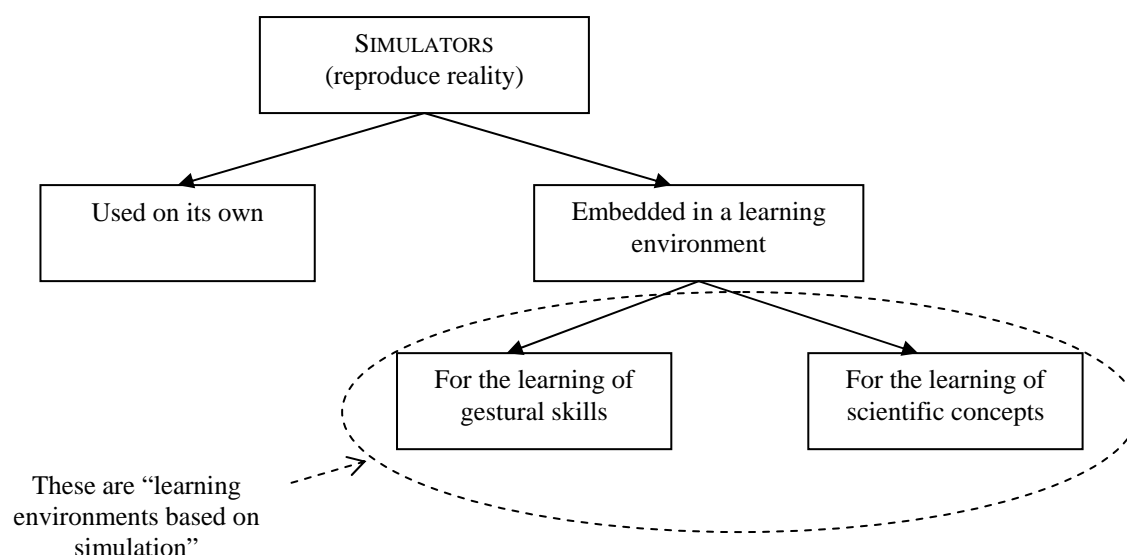 SIMULATORS
(reproduce reality)
Used on its own
Embedded in a learning
environment
For the learning of
gestural skills
For the learning of
scientific concepts
These are “learning
environments based on
simulation”